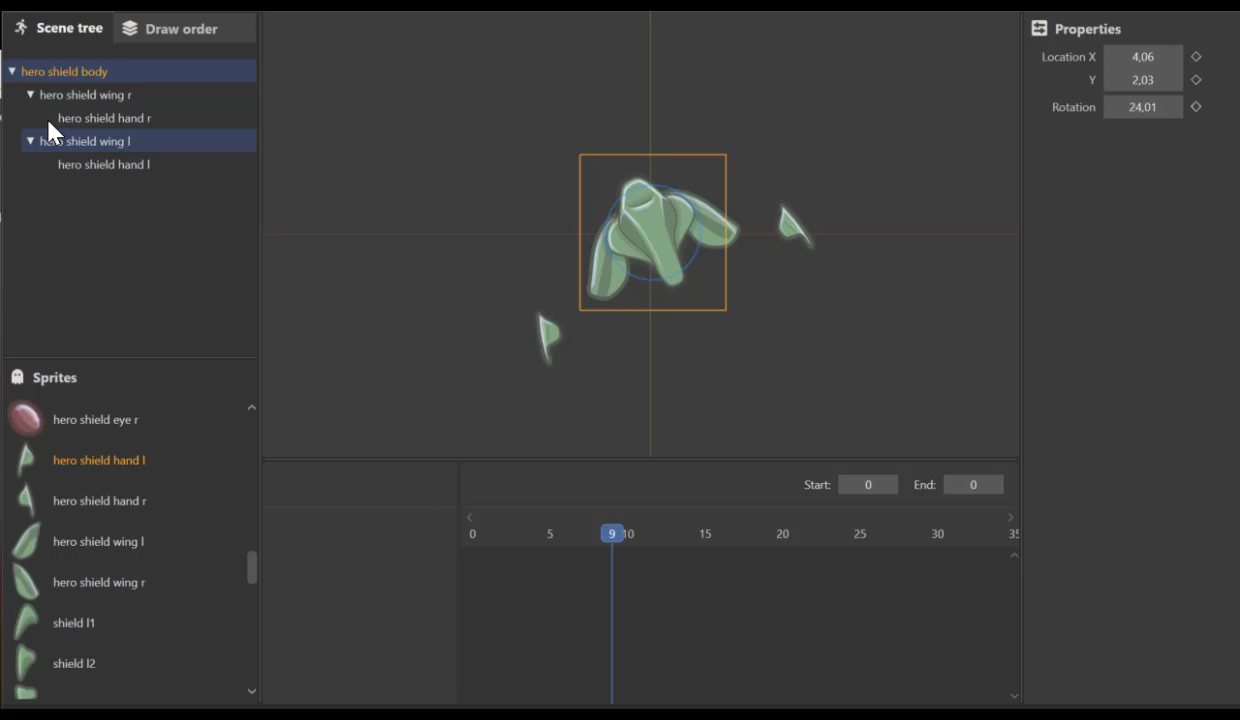 Scene tree
Draw order
hero shield body
hero shield wing r
hero shield hand r
shield wing l
hero shield hand l
Sprites
hero shield eye r
hero shield hand l
hero shield hand r
hero shield wing l
hero shield wing r
shield l1
shield l2
Start: 0 End: 0
0 5 9 10 15 20 25 30 35
Properties
Location X 4,06
Y 2,03
Rotation 24,01